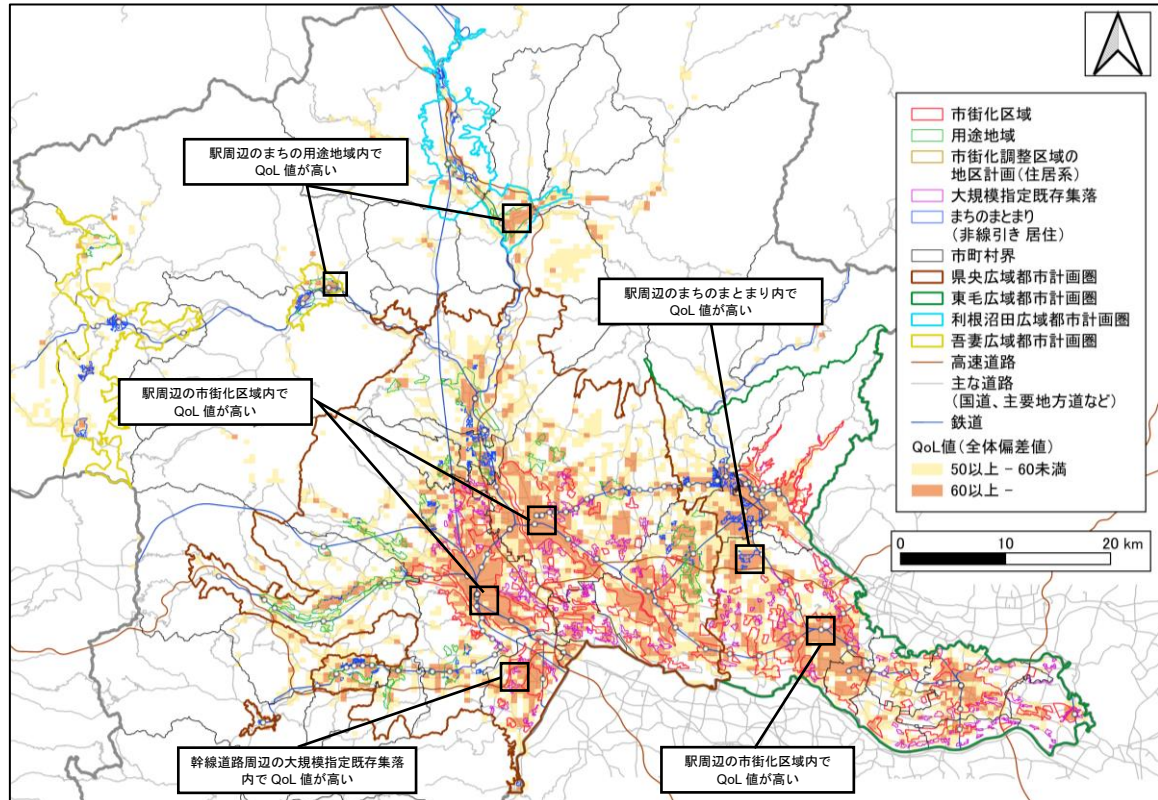 駅周辺のまちの用途地域内で
QoL 値が高い
駅周辺のまちのまとまり内で
QoL 値が高い
駅周辺の市街化区域内で
QoL 値が高い
幹線道路周辺の大規模指定既存集落
内で QoL 値が高い
駅周辺の市街化区域内で
QoL 値が高い
市街化区域
用途地域
市街化調整区域の
地区計画(住居系)
大規模指定既存集落
まちのまとまり
(非線引き 居住)
市町村界
県央広域都市計画圏
東毛広域都市計画圏
利根沼田広域都市計画圏
吾妻広域都市計画圏
高速道路
主な道路
(国道、主要地方道など)
鉄道
QoL値(全体偏差値)
50以上 - 60未満
60以上 -
0 10 20 km